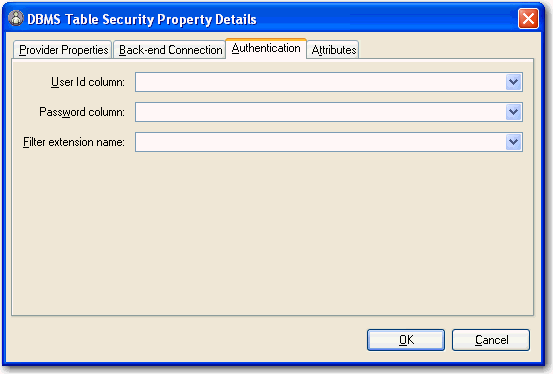 DBMS Table Security Property Details
Provider Properties Back-end Connection Authentication Attributes
User Id column:
Password column:
Filter extension name:
OK Cancel